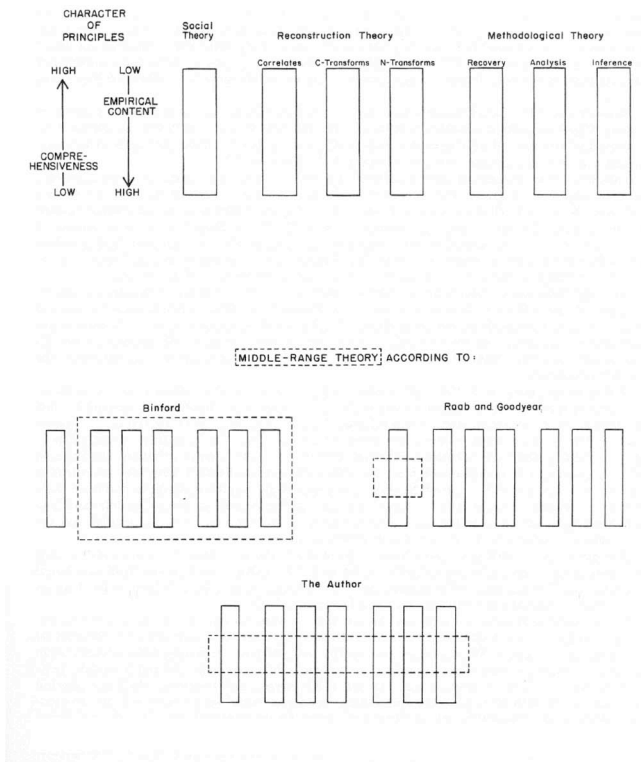 CHARACTER
OF
PRINCIPLES
Social
Theory
Reconstruction Theory
Methodological Theory
HIGH
LOW
Correlates
C-Transforms
N-Transforms
Recovery
Analysis
Inference
EMPIRICAL
CONTENT
COMPRE-
HENSIVENESS
LOW
HIGH
MIDDLE-RANGE THEORY ACCORDING TO:
Binford
Raab and Goodyear
The Author